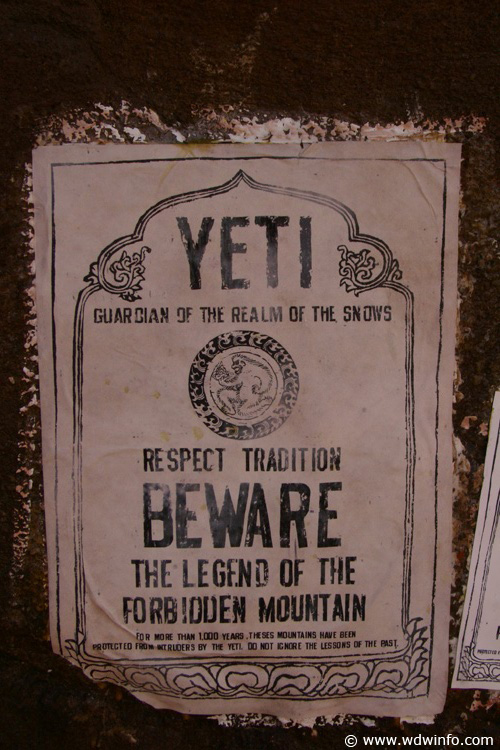 YETI
GUARDIAN OF THE REALM OF THE SNOWS
RESPECT TRADITION
BEWARE
THE LEGEND OF THE
FORBIDDEN MOUNTAIN
FOR MORE THAN 1,000 YEARS, THESES MOUNTAINS HAVE BEEN
PROTECTED FROM INTRUDERS BY THE YETI. DO NOT IGNORE THE LESSONS OF THE PAST
© www.wdwinfo.com